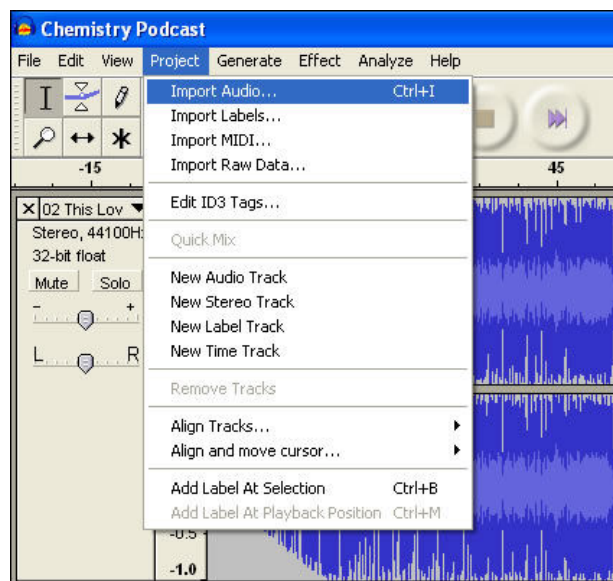 Chemistry Podcast
File Edit View Project Generate Effect Analyze Help
Import Audio... Ctrl+I
Import Labels...
Import MIDI...
Import Raw Data...
-15 45
Edit ID3 Tags...
02 This Lov
Stereo, 44100Hz
32-bit float
Quick Mix
Mute Solo
New Audio Track
New Stereo Track
New Label Track
New Time Track
- +
L R
Remove Tracks
Align Tracks...
Align and move cursor...
Add Label At Selection Ctrl+B
Add Label At Playback Position Ctrl+M
-0.5
-1.0